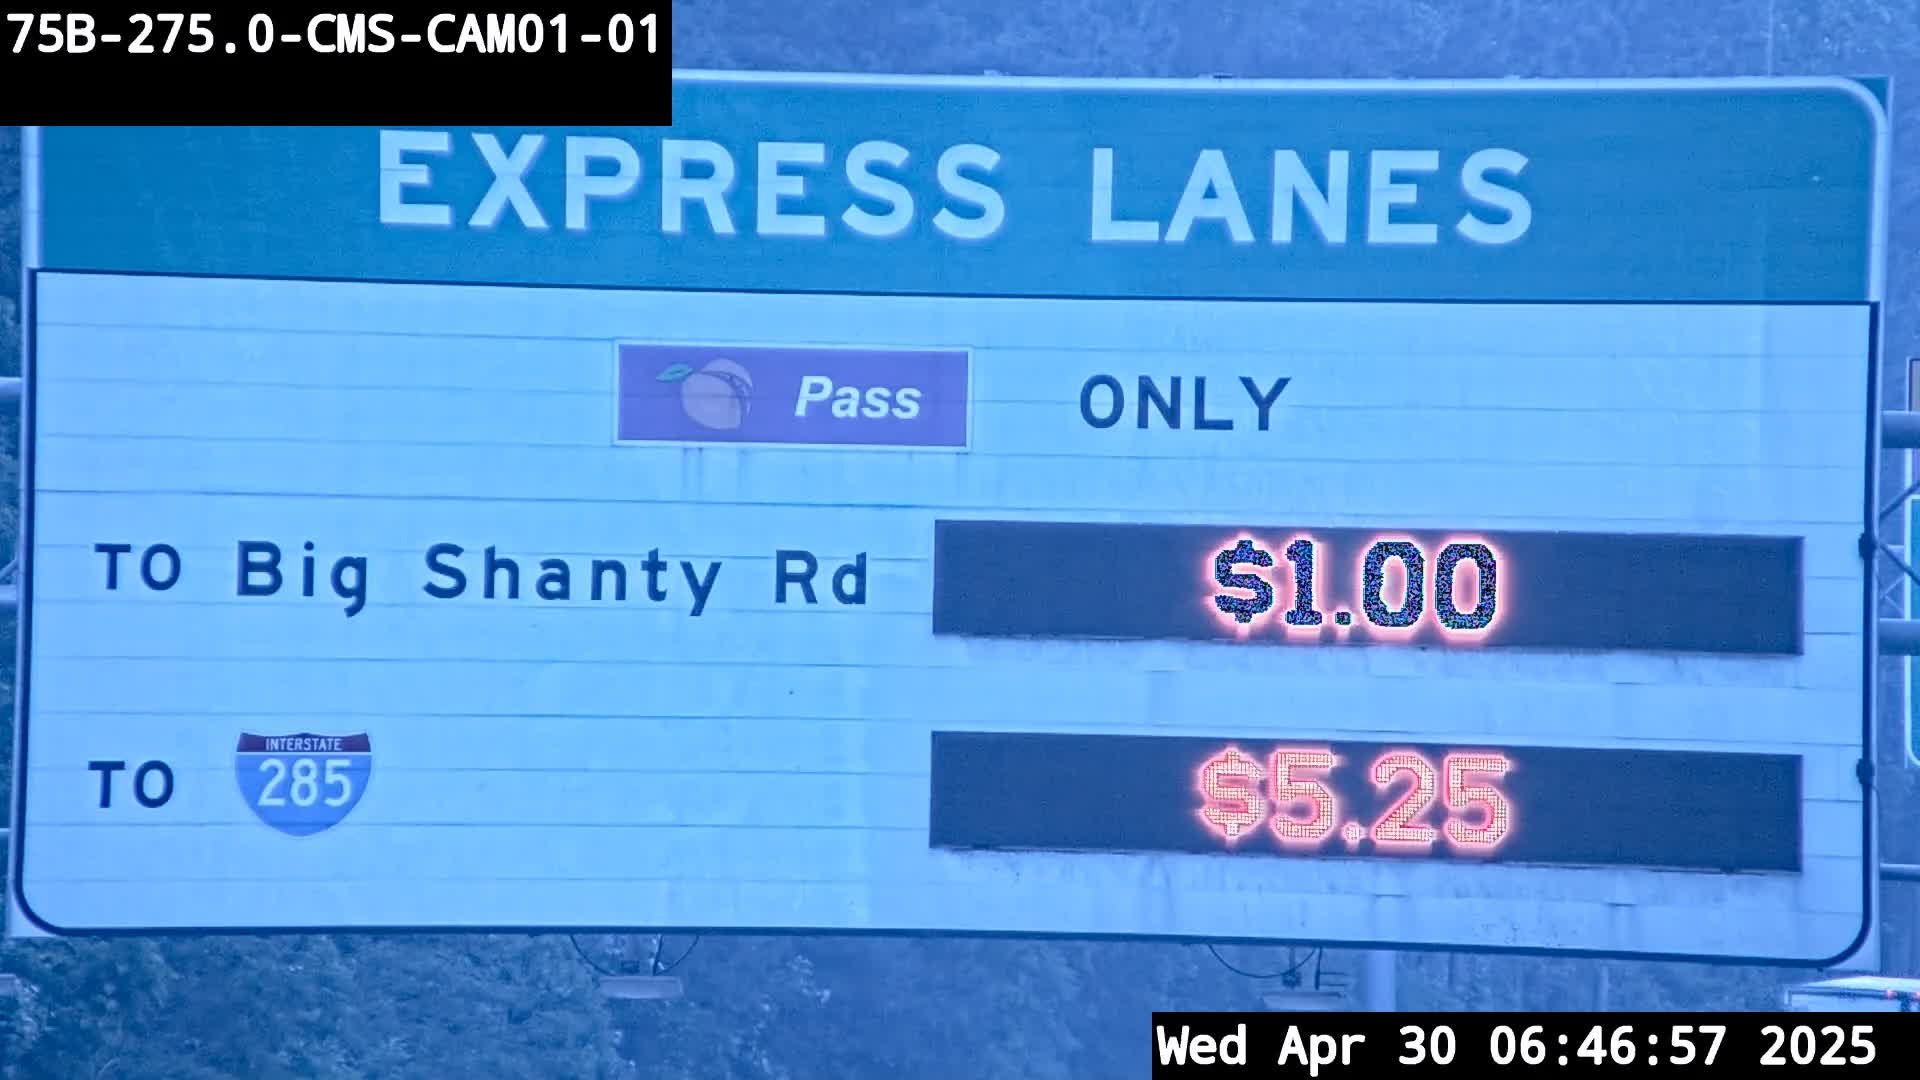 75B-275.0-CMS-CAM01-01
EXPRESS LANES
Pass ONLY
TO Big Shanty Rd $1.00
TO INTERSTATE 285 $5.25
Wed Apr 30 06:46:57 2025